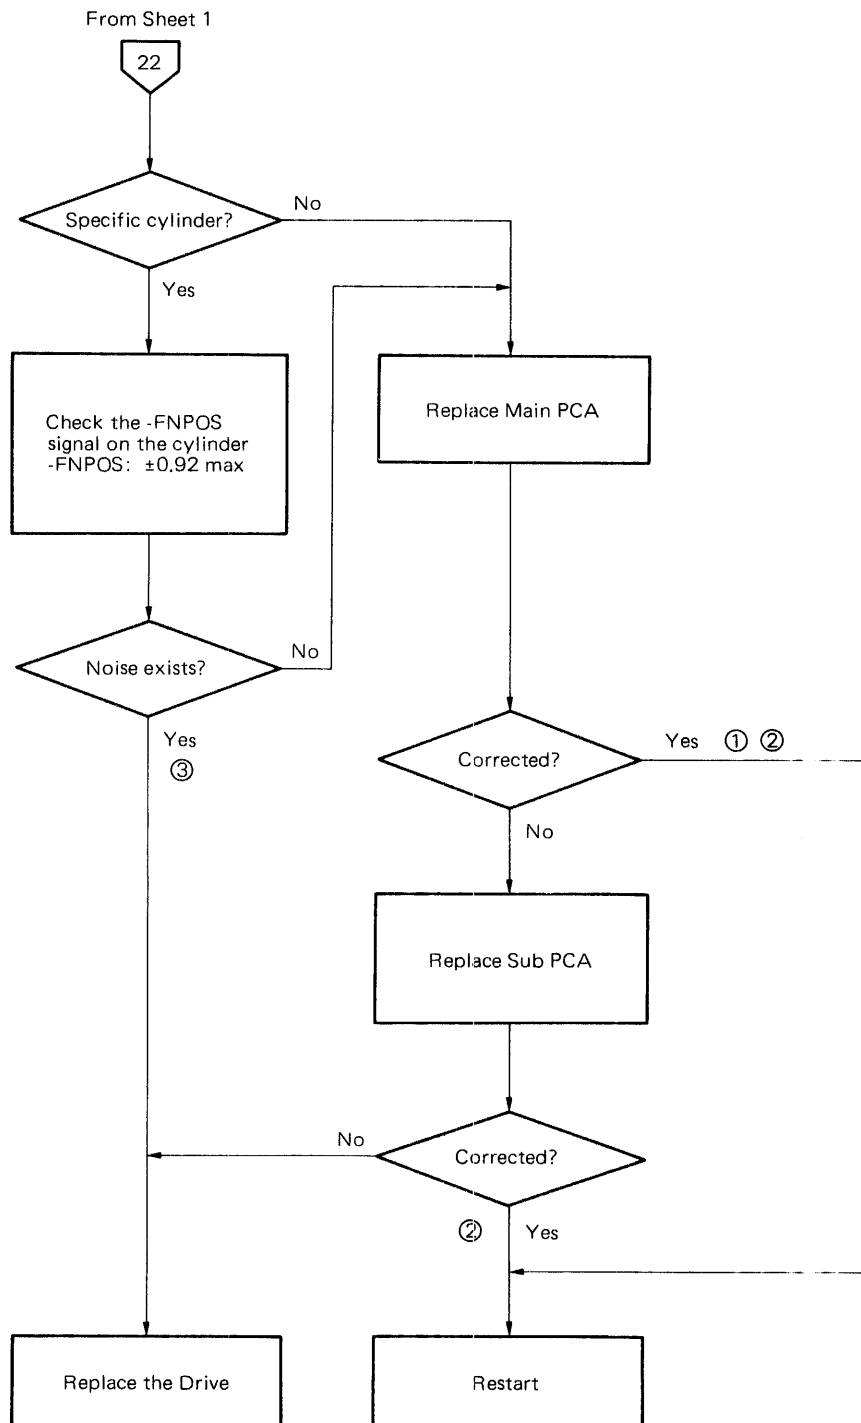 From Sheet 1
22
Specific cylinder?
No
Yes
Check the -FNPOS
signal on the cylinder
-FNPOS: ±0.92 max
Replace Main PCA
Noise exists?
No
Yes
③
Corrected?
Yes ① ②
No
Replace Sub PCA
Corrected?
No
② Yes
Replace the Drive
Restart